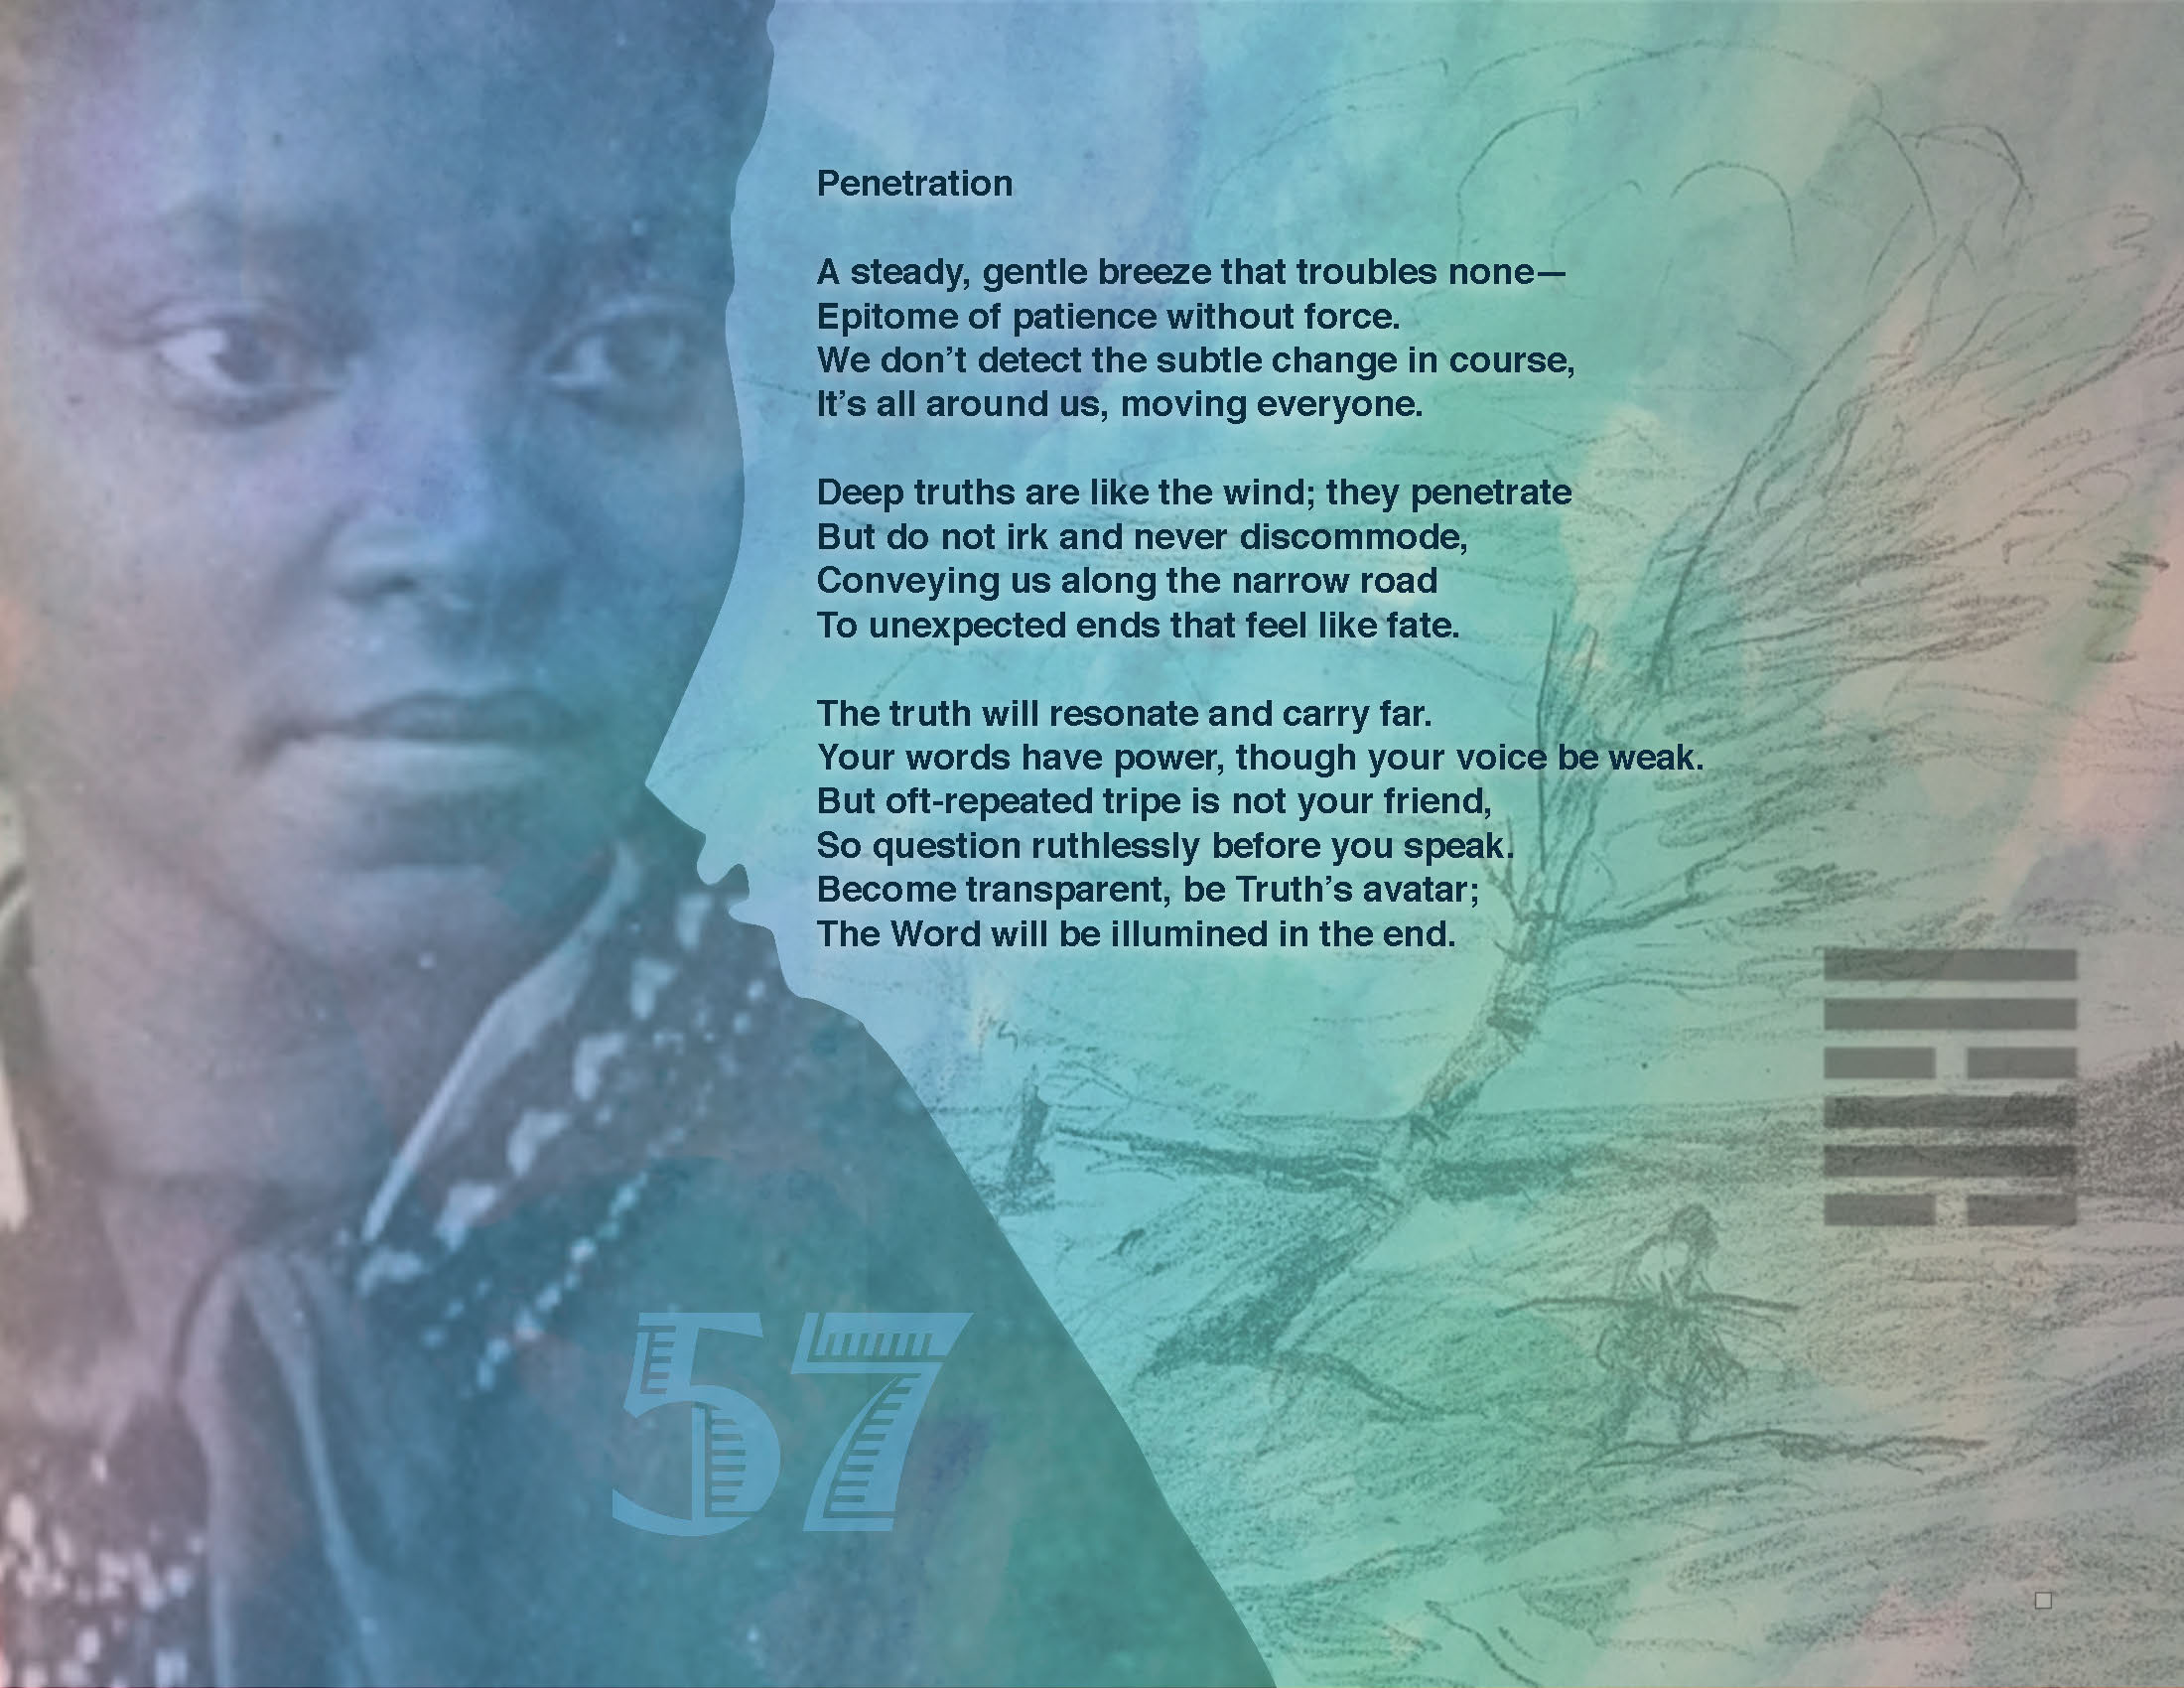 Penetration
A steady, gentle breeze that troubles none—
Epitome of patience without force.
We don’t detect the subtle change in course,
It’s all around us, moving everyone.
Deep truths are like the wind; they penetrate
But do not irk and never discommode,
Conveying us along the narrow road
To unexpected ends that feel like fate.
The truth will resonate and carry far.
Your words have power, though your voice be weak.
But oft-repeated tripe is not your friend,
So question ruthlessly before you speak.
Become transparent, be Truth’s avatar;
The Word will be illumined in the end.
57